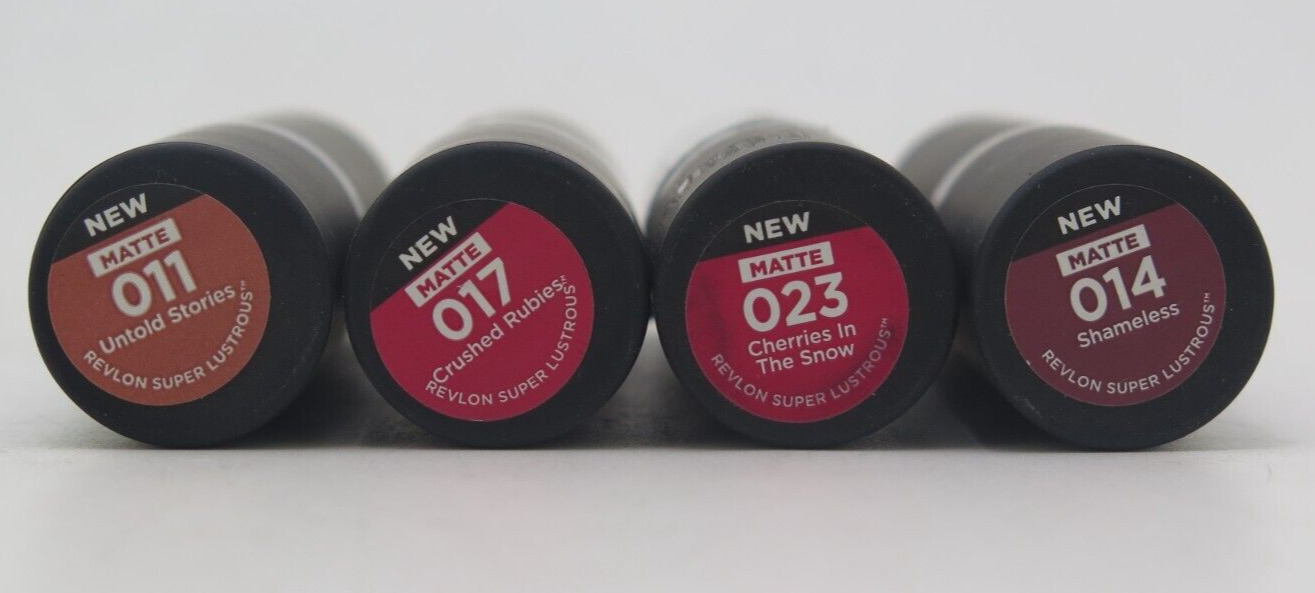 NEW
MATTE
011
Untold Stories
REVLON SUPER LUSTROUS™
NEW
MATTE
017
Crushed Rubies™
REVLON SUPER LUSTROUS™
NEW
MATTE
023
Cherries In
The Snow
REVLON SUPER LUSTROUS™
NEW
MATTE
014
Shameless
REVLON SUPER LUSTROUS™